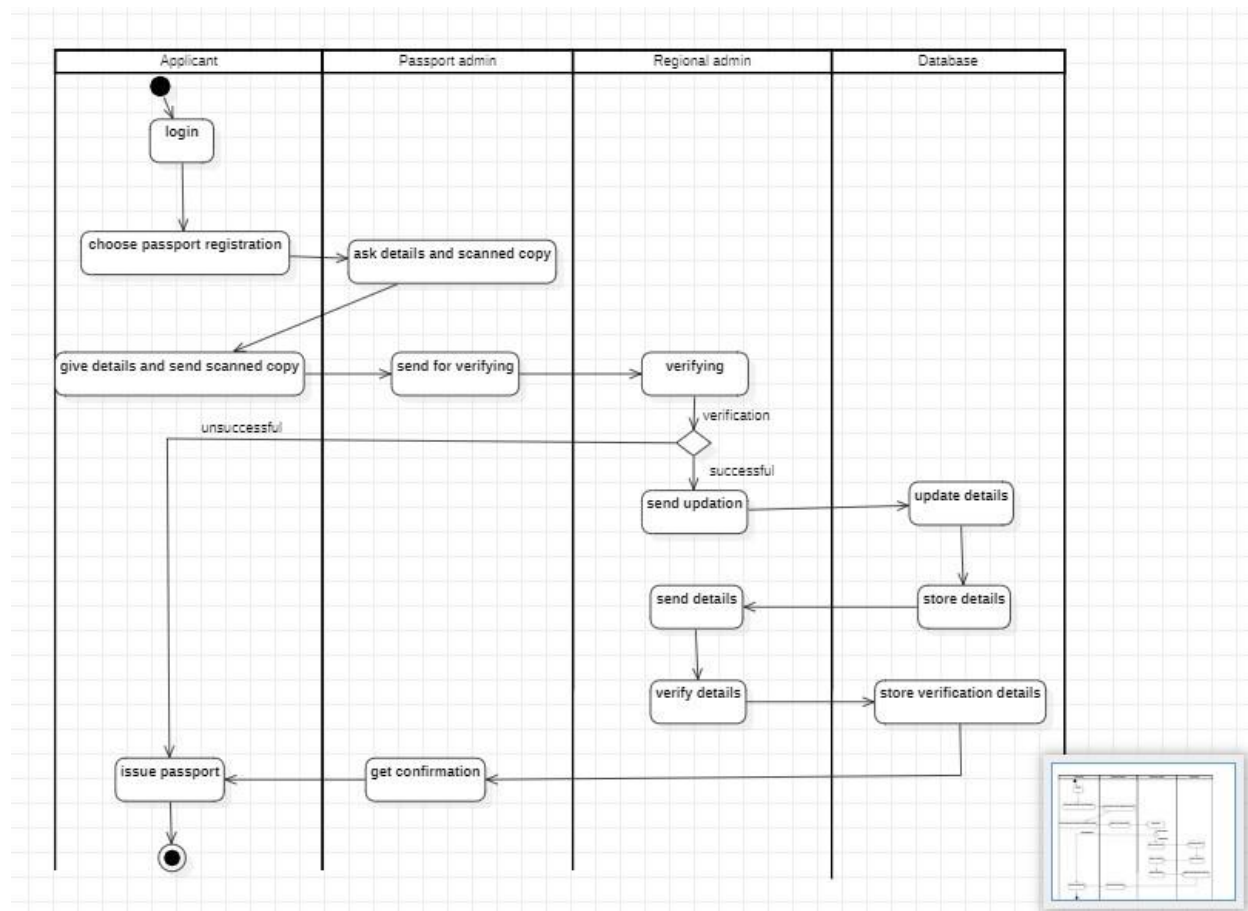 Applicant
Passport admin
Regional admin
Database
login
choose passport registration
ask details and scanned copy
give details and send scanned copy
send for verifying
verifying
verification
unsuccessful
successful
send updation
update details
send details
store details
verify details
store verification details
issue passport
get confirmation